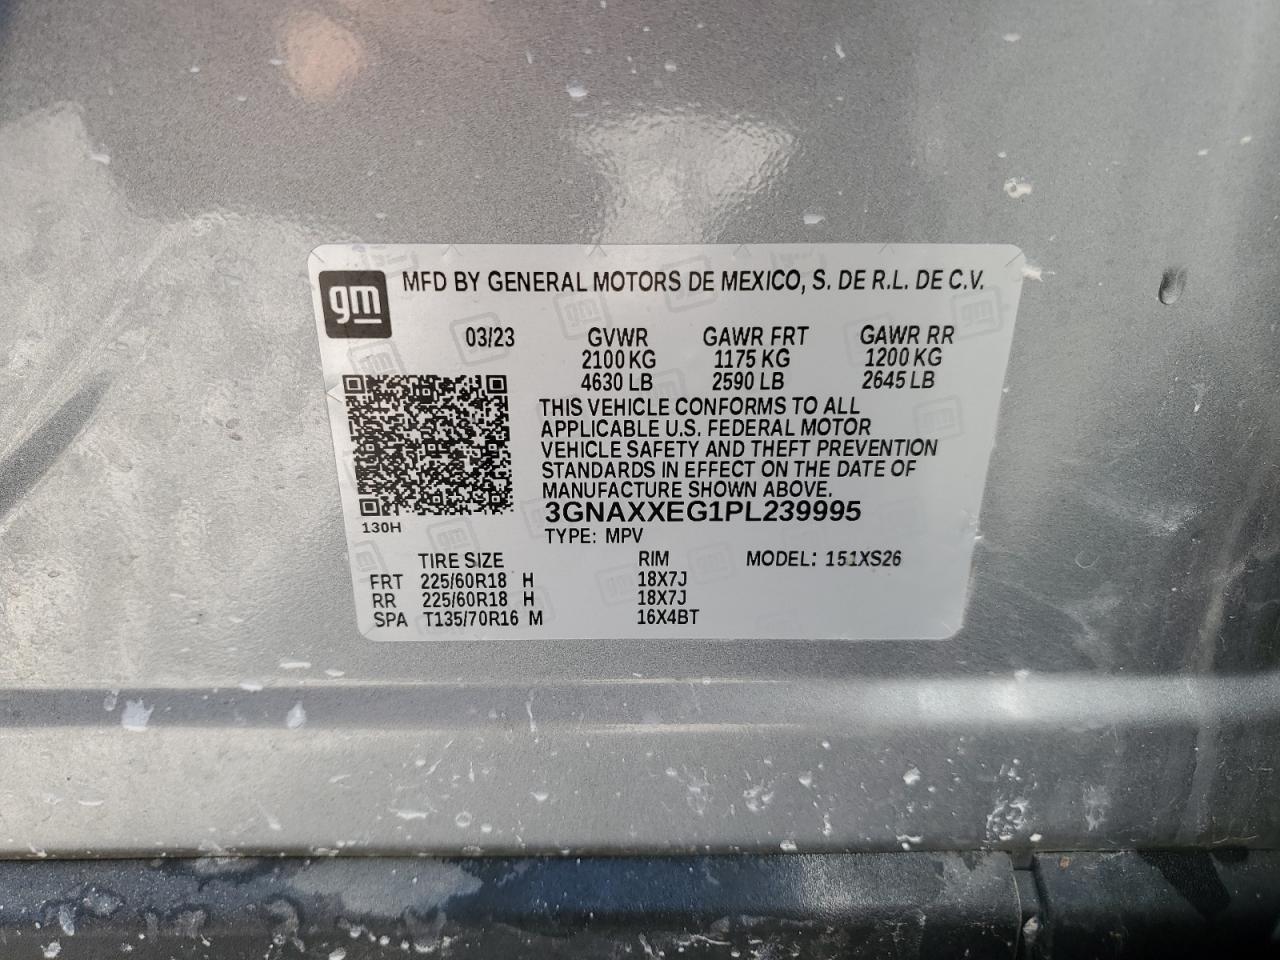 gm
MFD BY GENERAL MOTORS DE MEXICO, S. DE R.L. DE C.V.
03/23 GVWR GAWR FRT GAWR RR
2100 KG 1175 KG 1200 KG
4630 LB 2590 LB 2645 LB
THIS VEHICLE CONFORMS TO ALL
APPLICABLE U.S. FEDERAL MOTOR
VEHICLE SAFETY AND THEFT PREVENTION
STANDARDS IN EFFECT ON THE DATE OF
MANUFACTURE SHOWN ABOVE.
3GNAXXEG1PL239995
130H
TYPE: MPV
TIRE SIZE RIM MODEL: 151XS26
FRT 225/60R18 H 18X7J
RR 225/60R18 H 18X7J
SPA T135/70R16 M 16X4BT